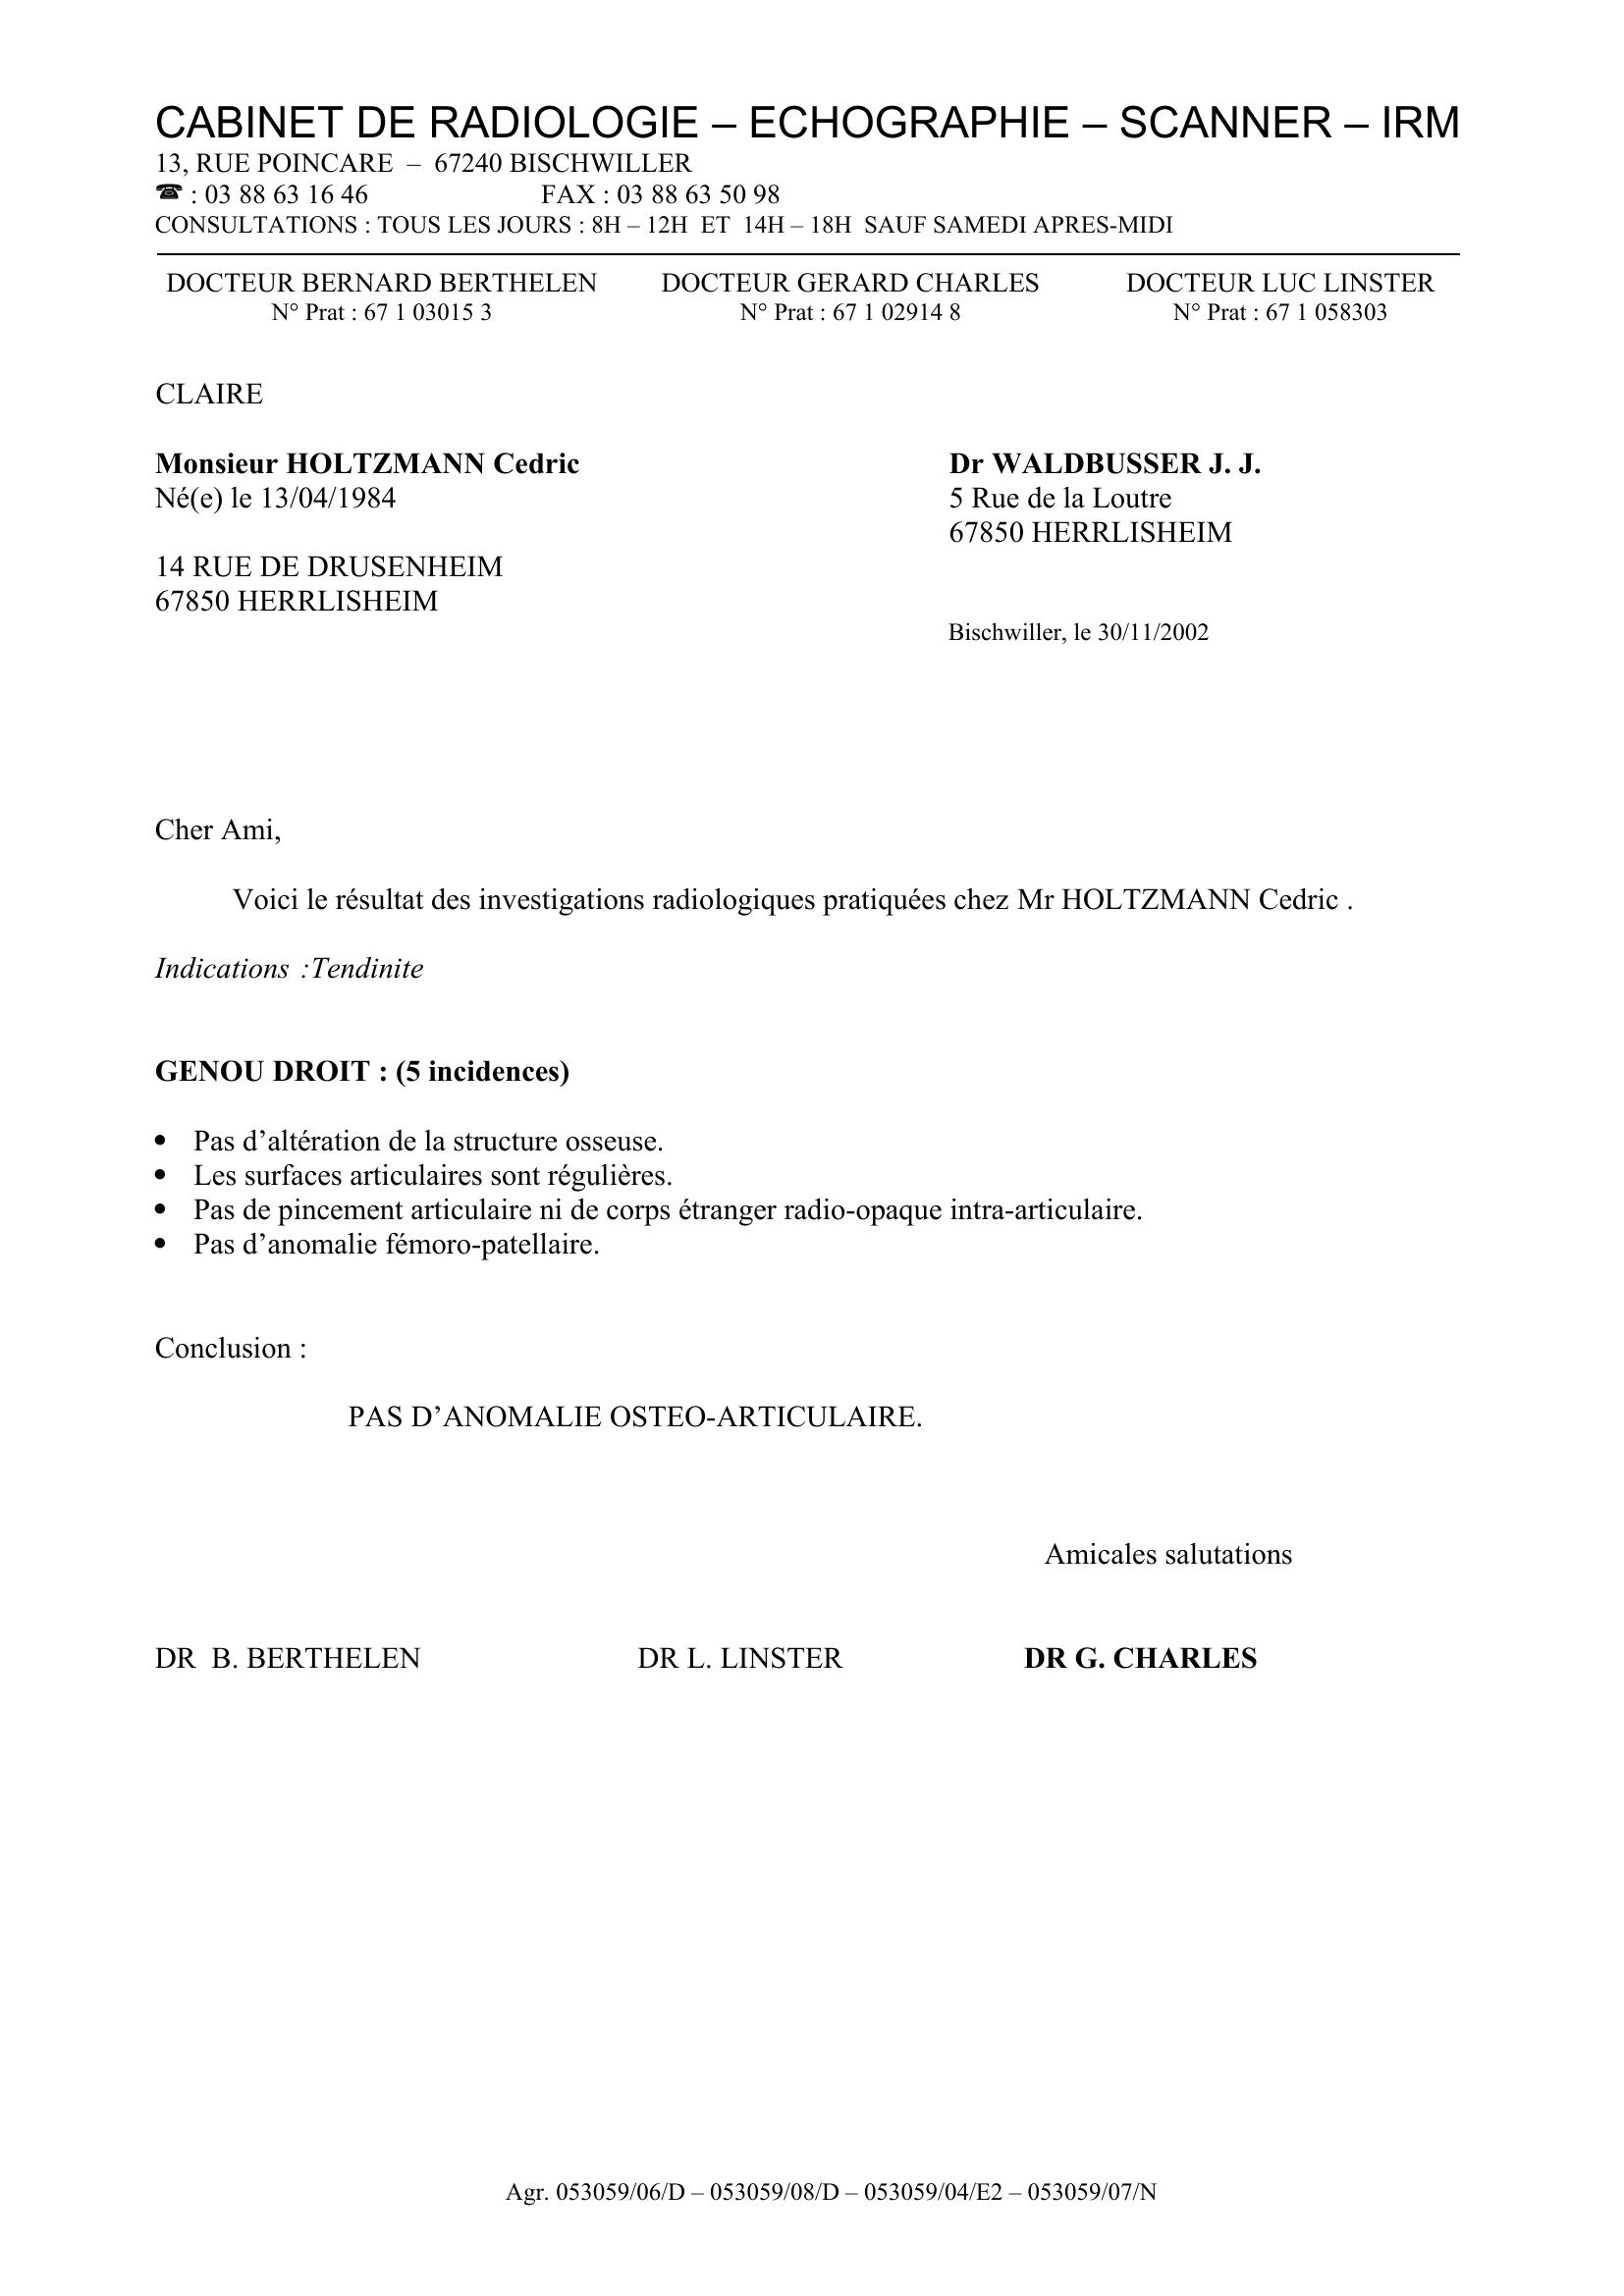 CABINET DE RADIOLOGIE – ECHOGRAPHIE – SCANNER – IRM
13, RUE POINCARE – 67240 BISCHWILLER
☎ : 03 88 63 16 46 FAX : 03 88 63 50 98
CONSULTATIONS : TOUS LES JOURS : 8H – 12H ET 14H – 18H SAUF SAMEDI APRES-MIDI
DOCTEUR BERNARD BERTHELEN DOCTEUR GERARD CHARLES DOCTEUR LUC LINSTER
N° Prat : 67 1 03015 3 N° Prat : 67 1 02914 8 N° Prat : 67 1 058303
CLAIRE
Monsieur HOLTZMANN Cedric Dr WALDBUSSER J. J.
Né(e) le 13/04/1984 5 Rue de la Loutre
67850 HERRLISHEIM
14 RUE DE DRUSENHEIM
67850 HERRLISHEIM
Bischwiller, le 30/11/2002
Cher Ami,
Voici le résultat des investigations radiologiques pratiquées chez Mr HOLTZMANN Cedric .
Indications :Tendinite
GENOU DROIT : (5 incidences)
• Pas d’altération de la structure osseuse.
• Les surfaces articulaires sont régulières.
• Pas de pincement articulaire ni de corps étranger radio-opaque intra-articulaire.
• Pas d’anomalie fémoro-patellaire.
Conclusion :
PAS D’ANOMALIE OSTEO-ARTICULAIRE.
Amicales salutations
DR B. BERTHELEN DR L. LINSTER DR G. CHARLES
Agr. 053059/06/D – 053059/08/D – 053059/04/E2 – 053059/07/N